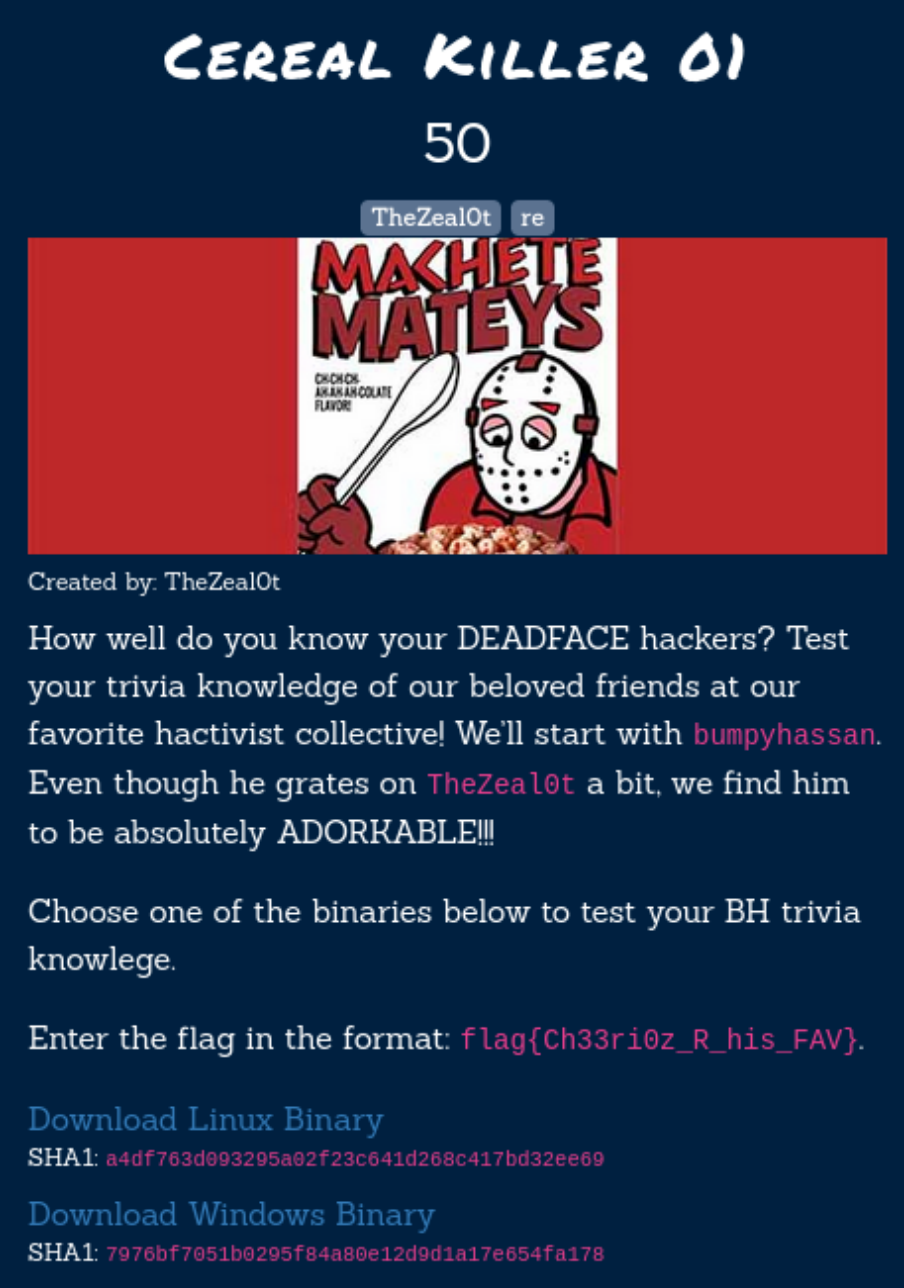 Cereal Killer 01
50
TheZeal0t re
MACHETE
MATEYS
CH-CH-CH-
AH-AH-AH-COLATE
FLAVOR!
Created by: TheZeal0t
How well do you know your DEADFACE hackers? Test
your trivia knowledge of our beloved friends at our
favorite hactivist collective! We'll start with bumpyhassan.
Even though he grates on TheZeal0t a bit, we find him
to be absolutely ADORKABLE!!!
Choose one of the binaries below to test your BH trivia
knowlege.
Enter the flag in the format: flag{Ch33ri0z_R_his_FAV}.
Download Linux Binary
SHA1: a4df763d093295a02f23c641d268c417bd32ee69
Download Windows Binary
SHA1: 7976bf7051b0295f84a80e12d9d1a17e654fa178